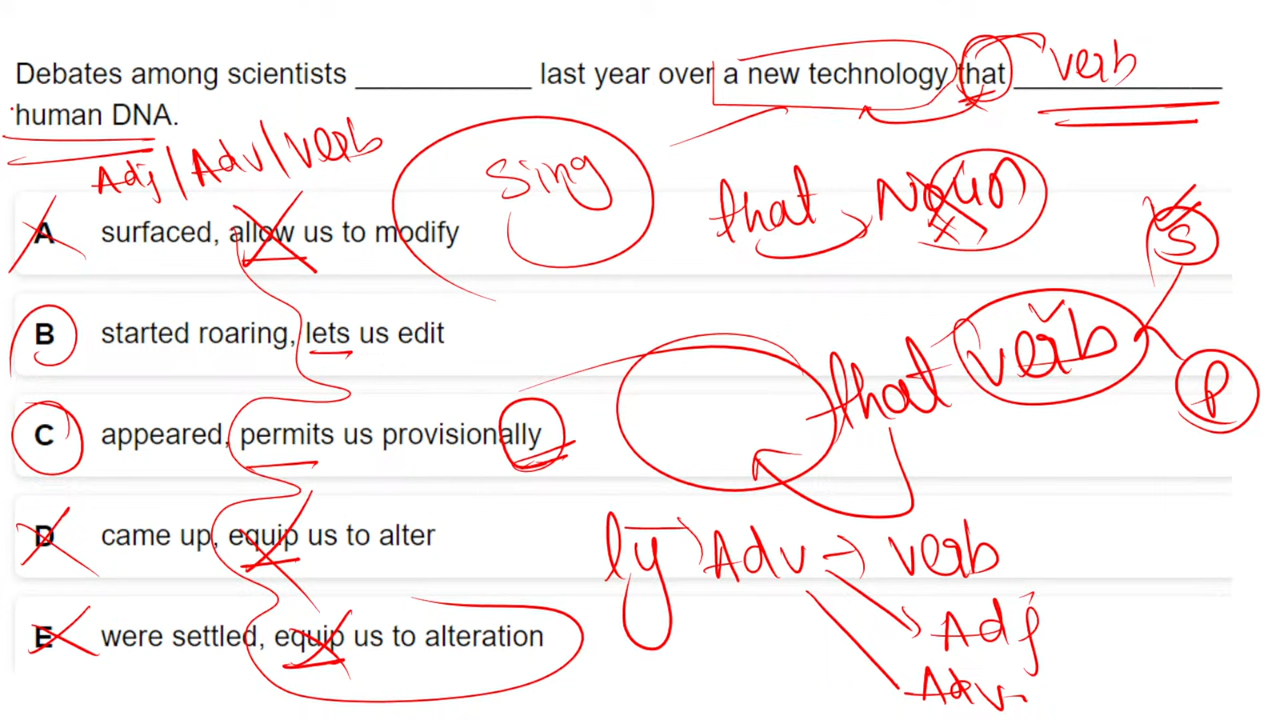 Debates among scientists ____________ last year over a new technology that ______________ verb
human DNA.
Adj/Adv/verb
sing
that Noun
A surfaced, allow us to modify
S
B started roaring, lets us edit
that verb
P
C appeared, permits us provisionally
D came up, equip us to alter
ly Adv → verb
Adj
Adv
E were settled, equip us to alteration